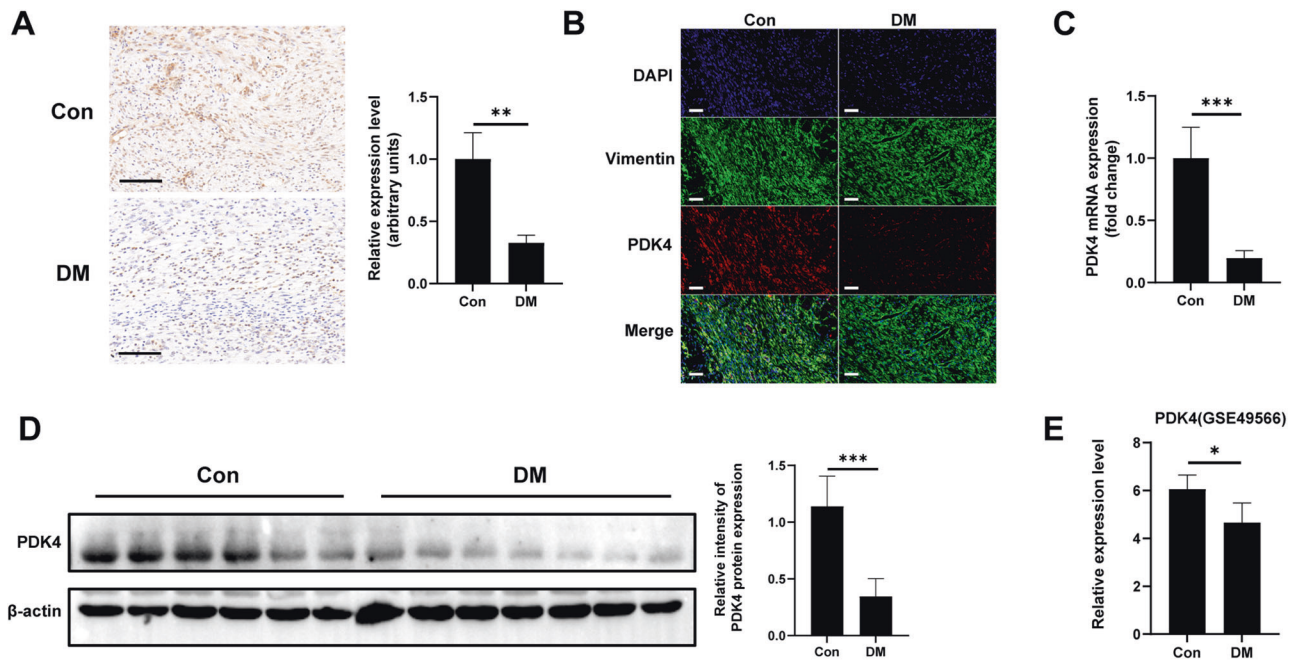 A
Con
DM
Relative expression level
(arbitrary units)
1.5
1.0
0.5
0.0
**
Con
DM
B
Con
DM
DAPI
Vimentin
PDK4
Merge
C
PDK4 mRNA expression
(fold change)
1.5
1.0
0.5
0.0
***
Con
DM
D
Con
DM
PDK4
β-actin
Relative intensity of
PDK4 protein expression
1.5
1.0
0.5
0.0
***
Con
DM
E
PDK4(GSE49566)
Relative expression level
8
6
4
2
0
*
Con
DM